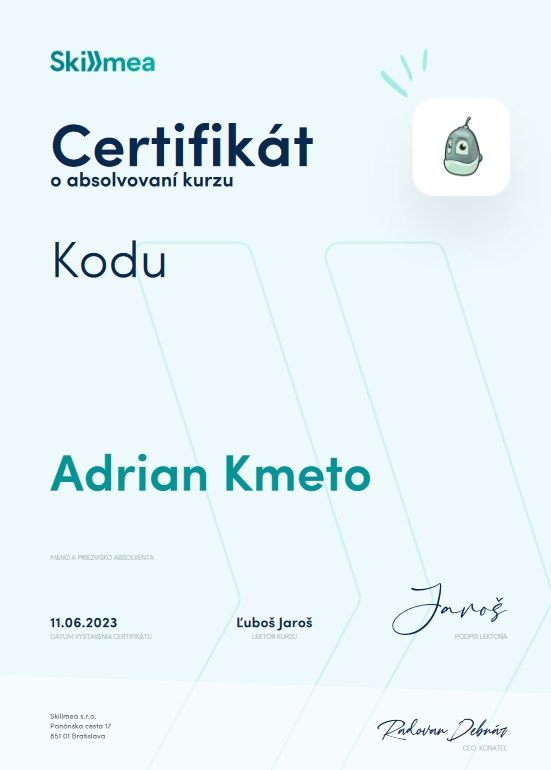 Skillmea
Certifikát
o absolvovaní kurzu
Kodu
Adrian Kmeto
MENO A PRIEZVISKO ABSOLVENTA
11.06.2023
DÁTUM VYSTAVENIA CERTIFIKÁTU
Ľuboš Jaroš
LEKTOR KURZU
Jaroš
PODPIS LEKTORA
Skillmea s.r.o.
Panónska cesta 17
851 01 Bratislava
Radovan Debnár
CEO, KONATEĽ